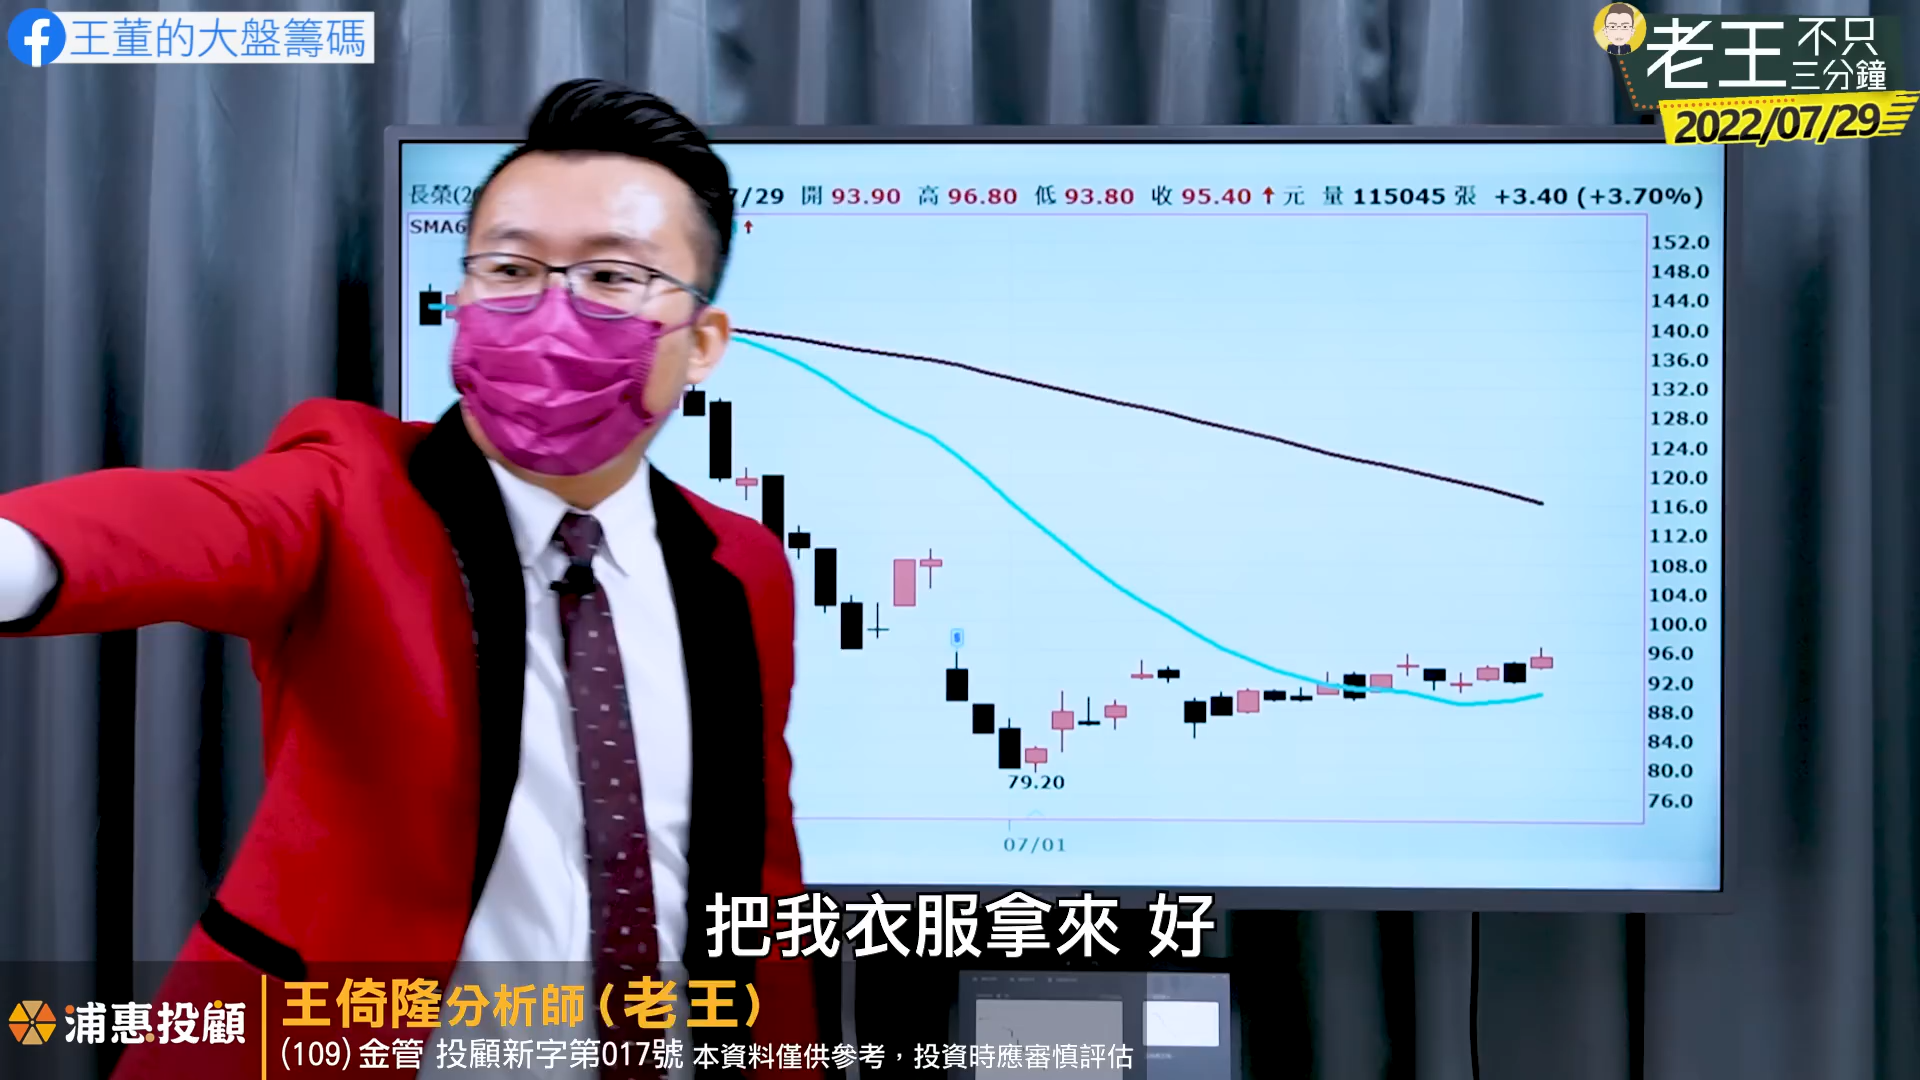 王董的大盤籌碼
老王 不只三分鐘
2022/07/29
長榮(2 7/29 開 93.90 高 96.80 低 93.80 收 95.40↑元 量 115045 張 +3.40 (+3.70%)
SMA6 ↑
152.0
148.0
144.0
140.0
136.0
132.0
128.0
124.0
120.0
116.0
112.0
108.0
104.0
100.0
96.0
92.0
88.0
84.0
80.0
76.0
79.20
07/01
把我衣服拿來 好
浦惠投顧
王倚隆分析師(老王)
(109)金管 投顧新字第017號 本資料僅供參考，投資時應審慎評估